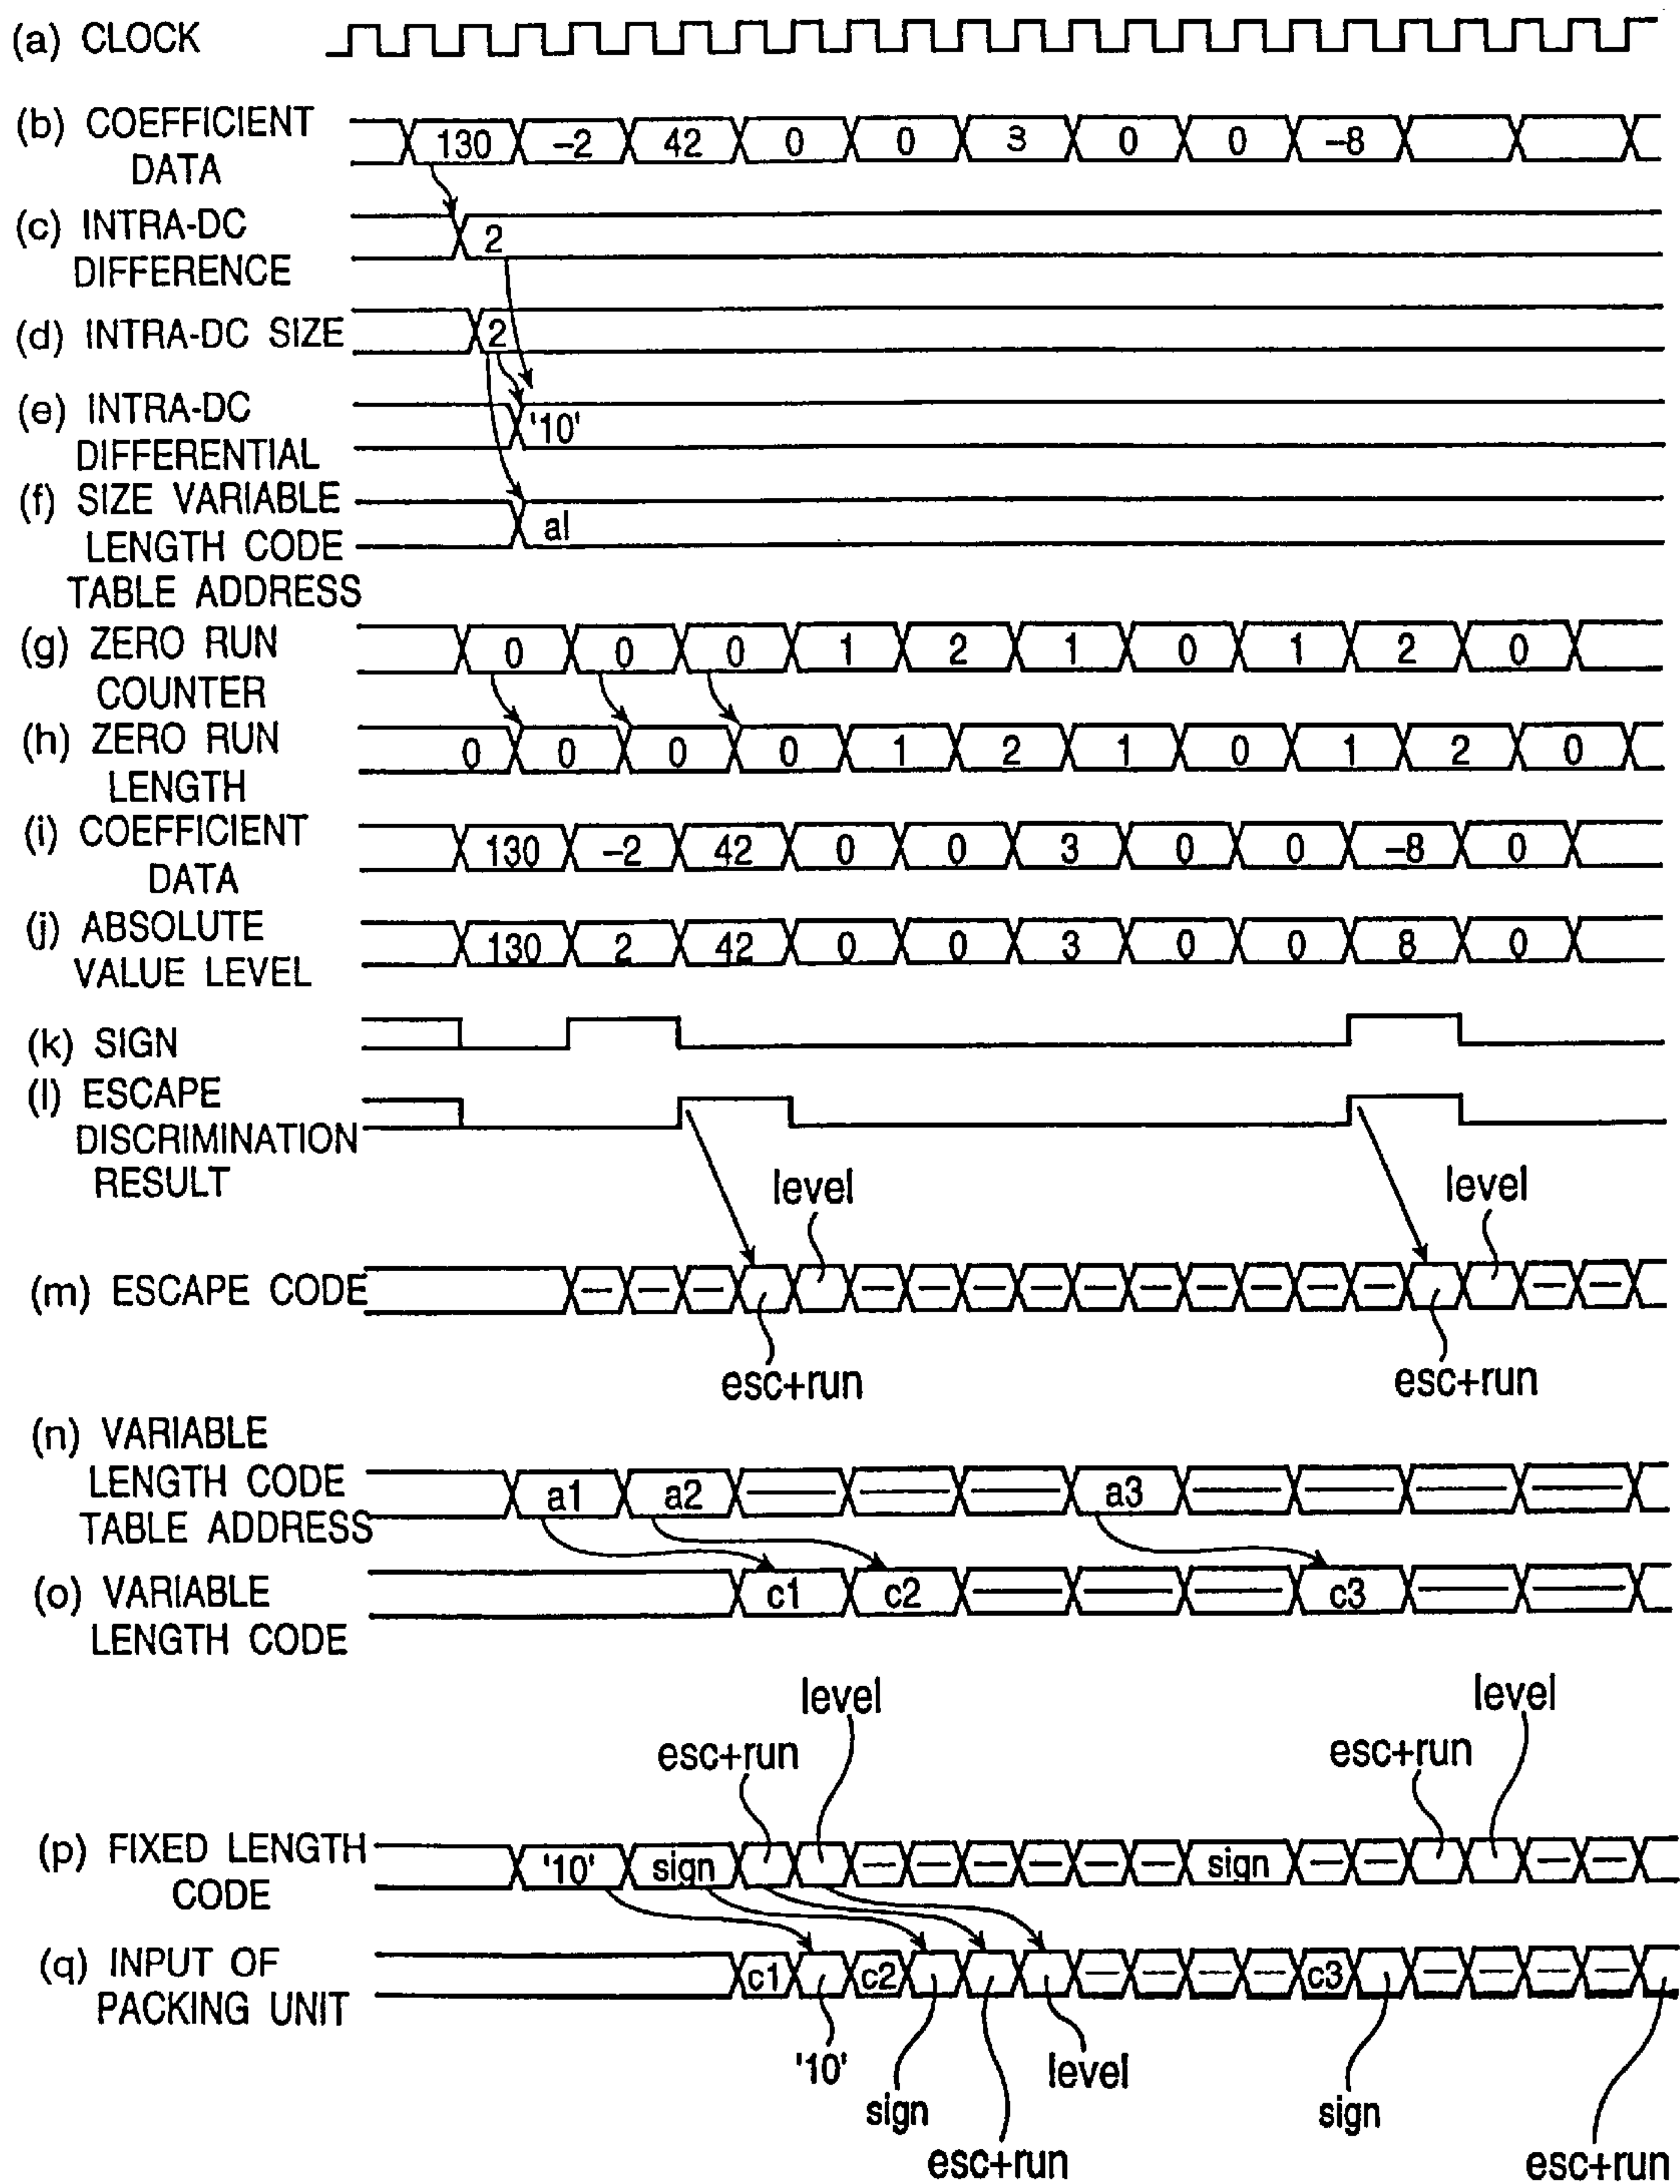 (a) CLOCK
(b) COEFFICIENT
DATA
130 -2 42 0 0 3 0 0 -8
(c) INTRA-DC
DIFFERENCE
2
(d) INTRA-DC SIZE
2
(e) INTRA-DC
DIFFERENTIAL
'10'
(f) SIZE VARIABLE
LENGTH CODE
TABLE ADDRESS
al
(g) ZERO RUN
COUNTER
0 0 0 1 2 1 0 1 2 0
(h) ZERO RUN
LENGTH
0 0 0 0 1 2 1 0 1 2 0
(i) COEFFICIENT
DATA
130 -2 42 0 0 3 0 0 -8 0
(j) ABSOLUTE
VALUE LEVEL
130 2 42 0 0 3 0 0 8 0
(k) SIGN
(l) ESCAPE
DISCRIMINATION
RESULT
level level
(m) ESCAPE CODE
esc+run esc+run
(n) VARIABLE
LENGTH CODE
TABLE ADDRESS
a1 a2 a3
(o) VARIABLE
LENGTH CODE
c1 c2 c3
level level
esc+run esc+run
(p) FIXED LENGTH
CODE
'10' sign sign
(q) INPUT OF
PACKING UNIT
c1 c2 c3
'10' level
sign sign
esc+run esc+run